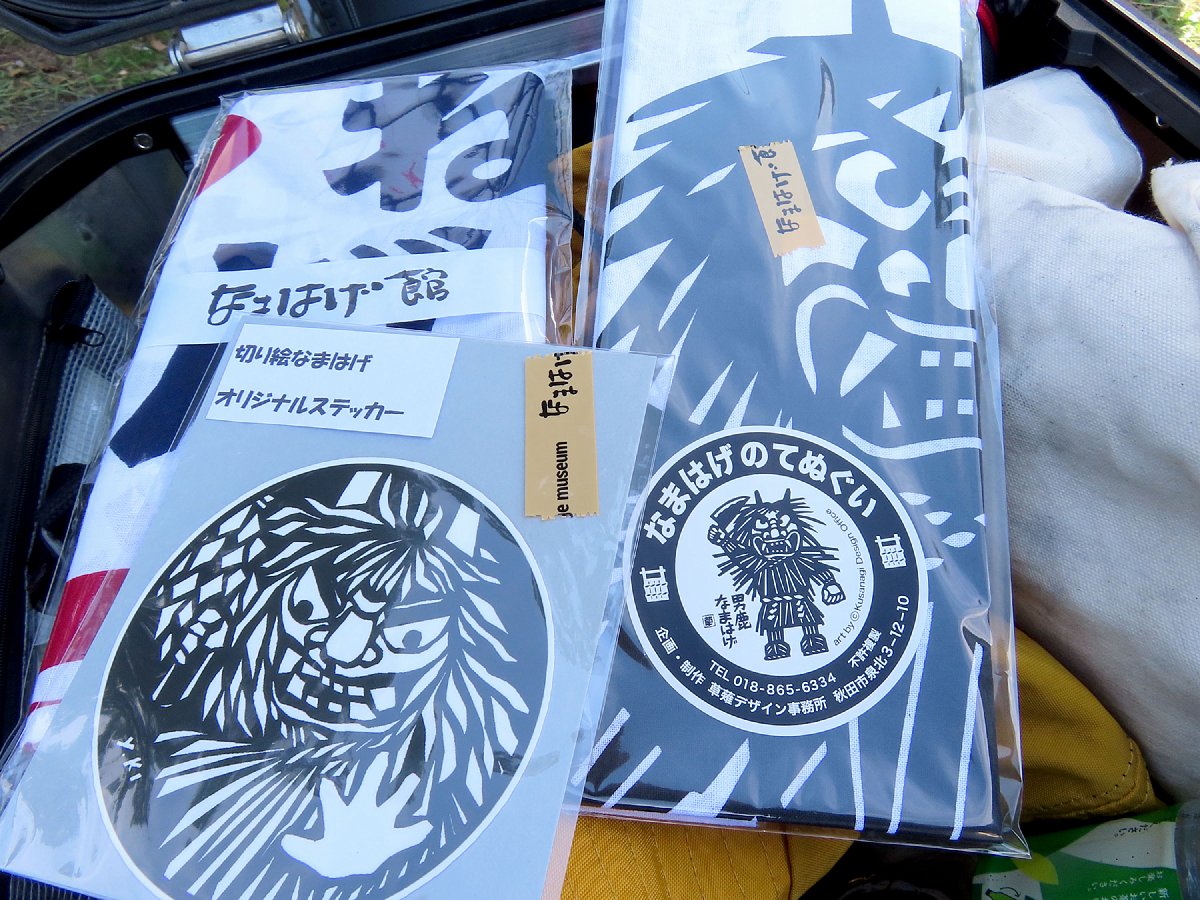 なまはげ館
切り絵なまはげ
オリジナルステッカー
なまはげ
museum
なまはげ館
なまはげのてぬぐい
男鹿
なまはげ
art by ©Kusanagi Design Office
不許複製
企画・制作 草薙デザイン事務所 秋田市泉北3-12-10
TEL 018-865-6334